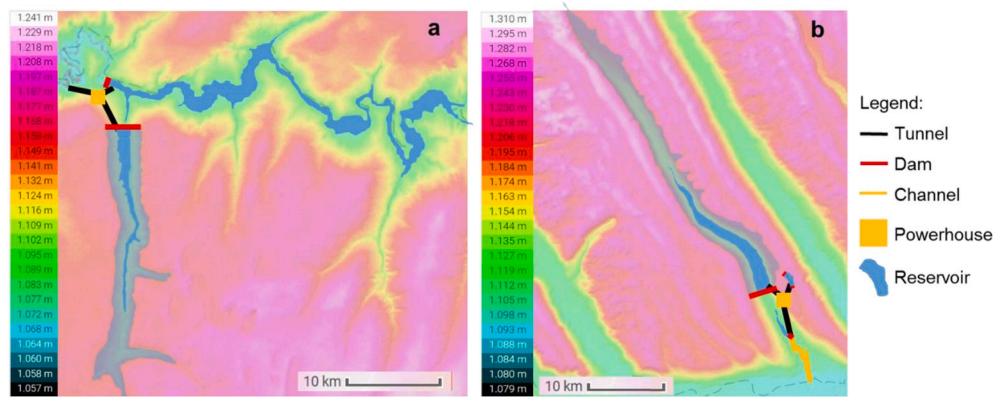 1.241 m
1.229 m
1.218 m
1.208 m
1.197 m
1.187 m
1.177 m
1.168 m
1.158 m
1.149 m
1.141 m
1.132 m
1.124 m
1.116 m
1.109 m
1.102 m
1.095 m
1.089 m
1.083 m
1.077 m
1.072 m
1.068 m
1.064 m
1.060 m
1.058 m
1.057 m
a
10 km
1.310 m
1.295 m
1.282 m
1.268 m
1.255 m
1.243 m
1.230 m
1.218 m
1.206 m
1.195 m
1.184 m
1.174 m
1.163 m
1.154 m
1.144 m
1.135 m
1.127 m
1.119 m
1.112 m
1.105 m
1.098 m
1.093 m
1.088 m
1.084 m
1.080 m
1.079 m
b
10 km
Legend:
Tunnel
Dam
Channel
Powerhouse
Reservoir